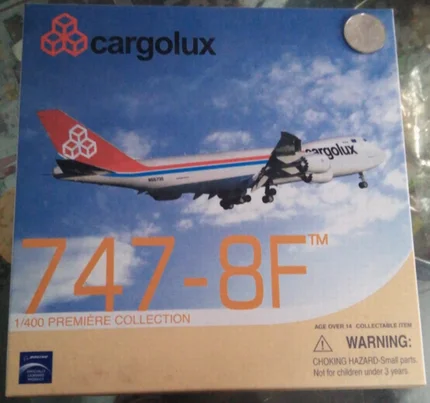 cargolux
cargolux
747-8F™
1/400 PREMIÈRE COLLECTION
AGE OVER 14 COLLECTABLE ITEM
WARNING:
CHOKING HAZARD-Small parts.
Not for children under 3 years.
BOEING